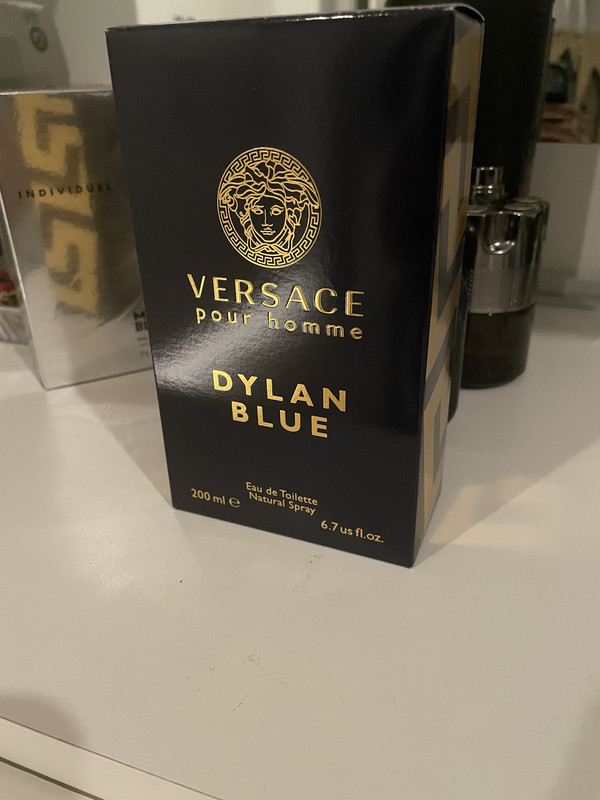 INDIVIDUEL
VERSACE
pour homme
DYLAN
BLUE
Eau de Toilette
Natural Spray
200 ml ℮
6.7 us fl.oz.